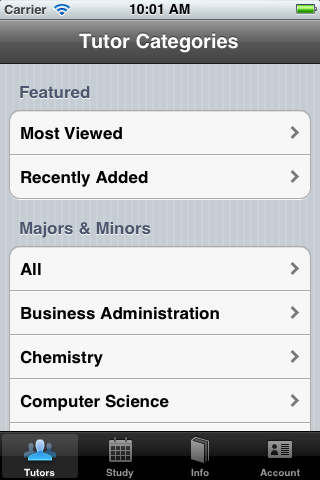 Carrier 10:01 AM
Tutor Categories
Featured
Most Viewed
Recently Added
Majors & Minors
All
Business Administration
Chemistry
Computer Science
Tutors Study Info Account